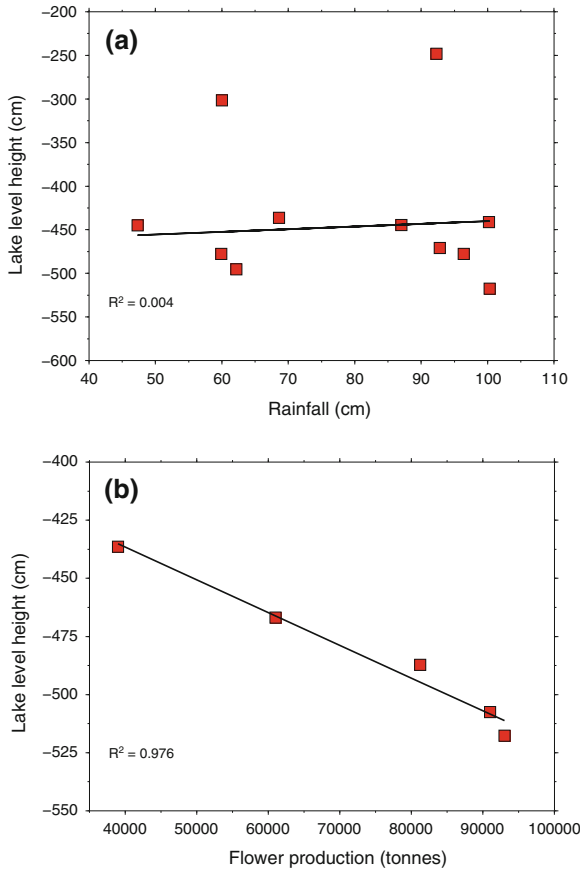 (a)
Lake level height (cm)
−200
−250
−300
−350
−400
−450
−500
−550
−600
R² = 0.004
40 50 60 70 80 90 100 110
Rainfall (cm)
(b)
Lake level height (cm)
−400
−425
−450
−475
−500
−525
−550
R² = 0.976
40000 50000 60000 70000 80000 90000 100000
Flower production (tonnes)